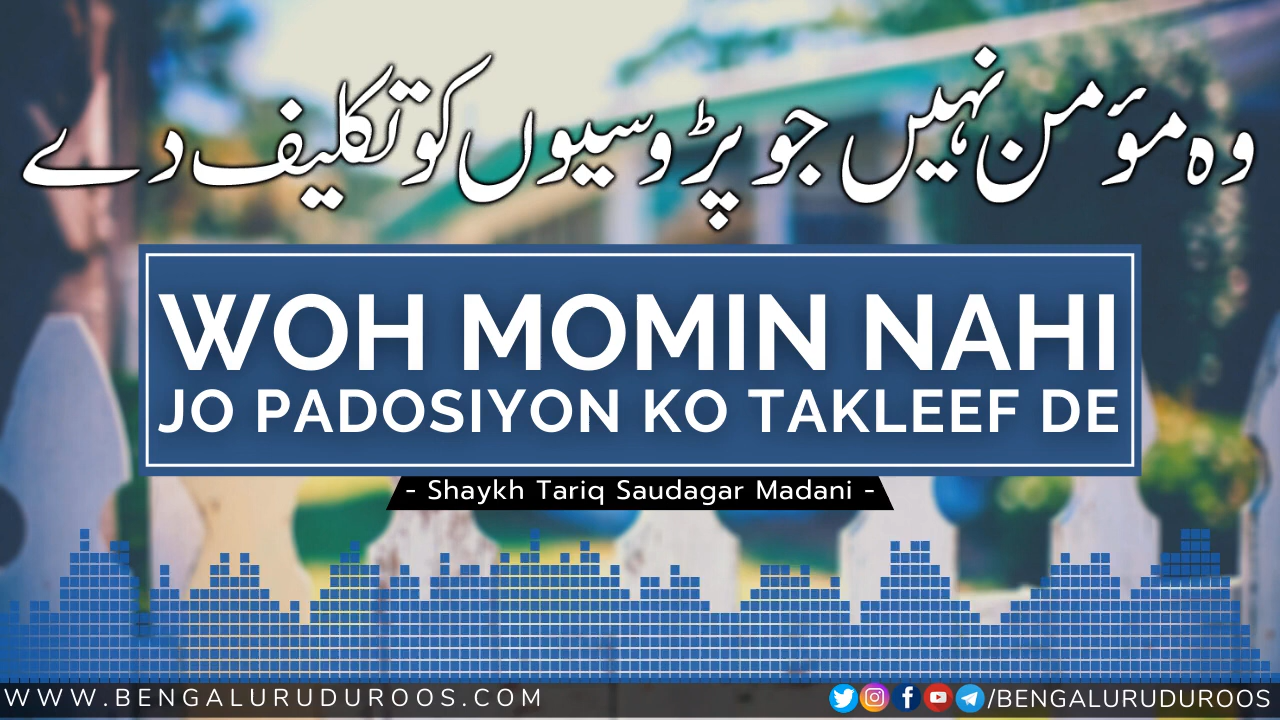 وہ مؤمن نہیں جو پڑوسیوں کو تکلیف دے
WOH MOMIN NAHI
JO PADOSIYON KO TAKLEEF DE
- Shaykh Tariq Saudagar Madani -
WWW.BENGALURUDUROOS.COM
/BENGALURUDUROOS